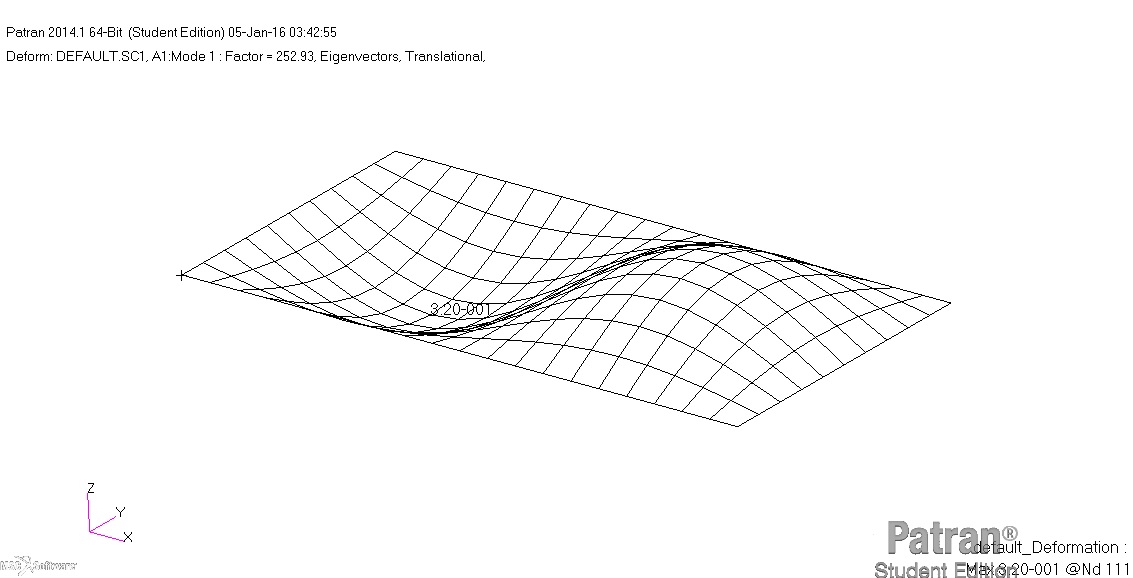 Patran 2014.1 64-Bit (Student Edition) 05-Jan-16 03:42:55
Deform: DEFAULT.SC1, A1:Mode 1 : Factor = 252.93, Eigenvectors, Translational,
3.20-001
Z
Y
X
Patran®
Student Edition
default_Deformation :
Max 3.20-001 @Nd 111